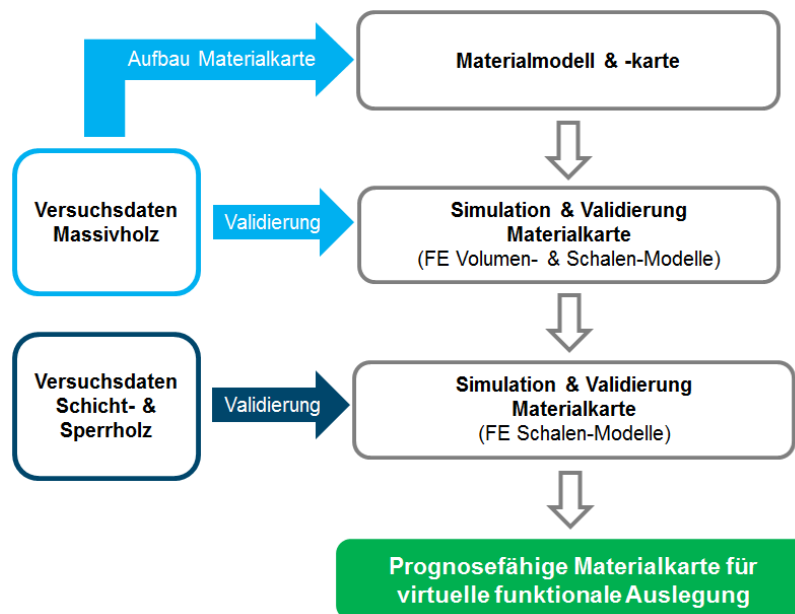 Aufbau Materialkarte
Materialmodell & -karte
Versuchsdaten
Massivholz
Validierung
Simulation & Validierung
Materialkarte
(FE Volumen- & Schalen-Modelle)
Versuchsdaten
Schicht- &
Sperrholz
Validierung
Simulation & Validierung
Materialkarte
(FE Schalen-Modelle)
Prognosefähige Materialkarte für
virtuelle funktionale Auslegung